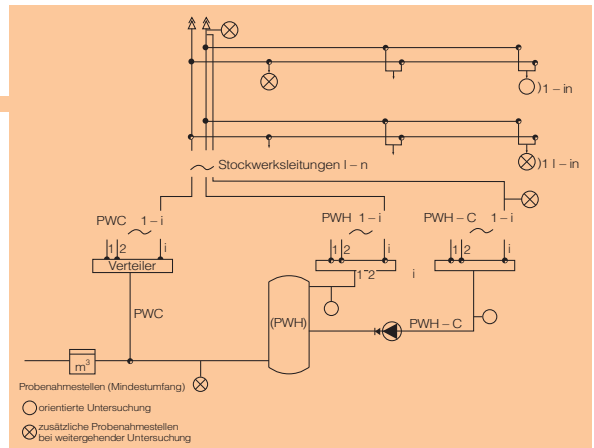 )1 – in
)1 l – in
Stockwerksleitungen l – n
PWC 1 – i
PWH 1 – i
PWH – C 1 – i
1 2 i
1 2 i
1 2 i
Verteiler
1 2 i
PWC
(PWH)
PWH – C
m³
Probenahmestellen (Mindestumfang)
orientierte Untersuchung
zusätzliche Probenahmestellen
bei weitergehender Untersuchung